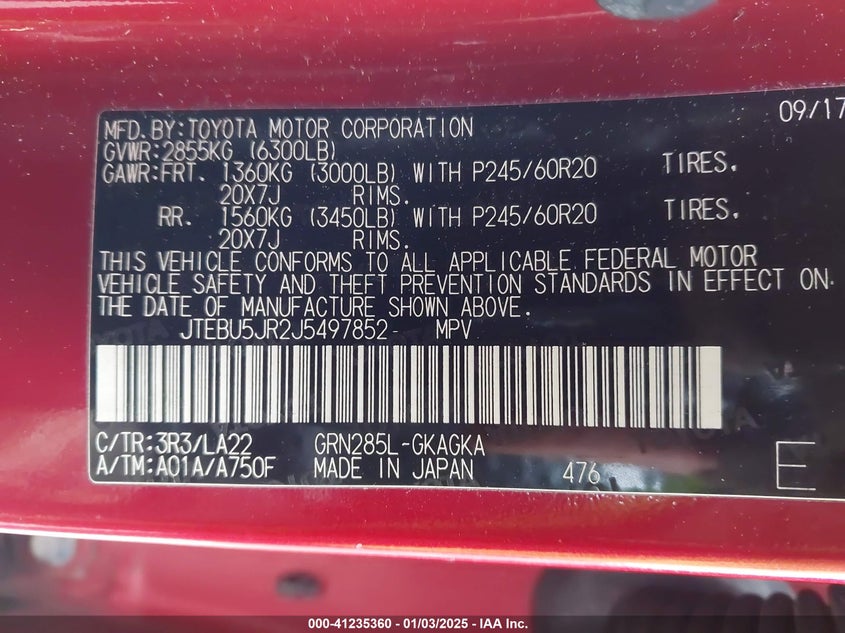 09/17
MFD.BY:TOYOTA MOTOR CORPORATION
GVWR:2855KG (6300LB)
GAWR:FRT. 1360KG (3000LB) WITH P245/60R20 TIRES.
20X7J RIMS.
RR. 1560KG (3450LB) WITH P245/60R20 TIRES.
20X7J RIMS.
THIS VEHICLE CONFORMS TO ALL APPLICABLE FEDERAL MOTOR
VEHICLE SAFETY AND THEFT PREVENTION STANDARDS IN EFFECT ON
THE DATE OF MANUFACTURE SHOWN ABOVE.
JTEBU5JR2J5497852 MPV
C/TR:3R3/LA22 GRN285L-GKAGKA
A/TM:A01A/A750F MADE IN JAPAN 476 E
000-41235360 - 01/03/2025 - IAA Inc.